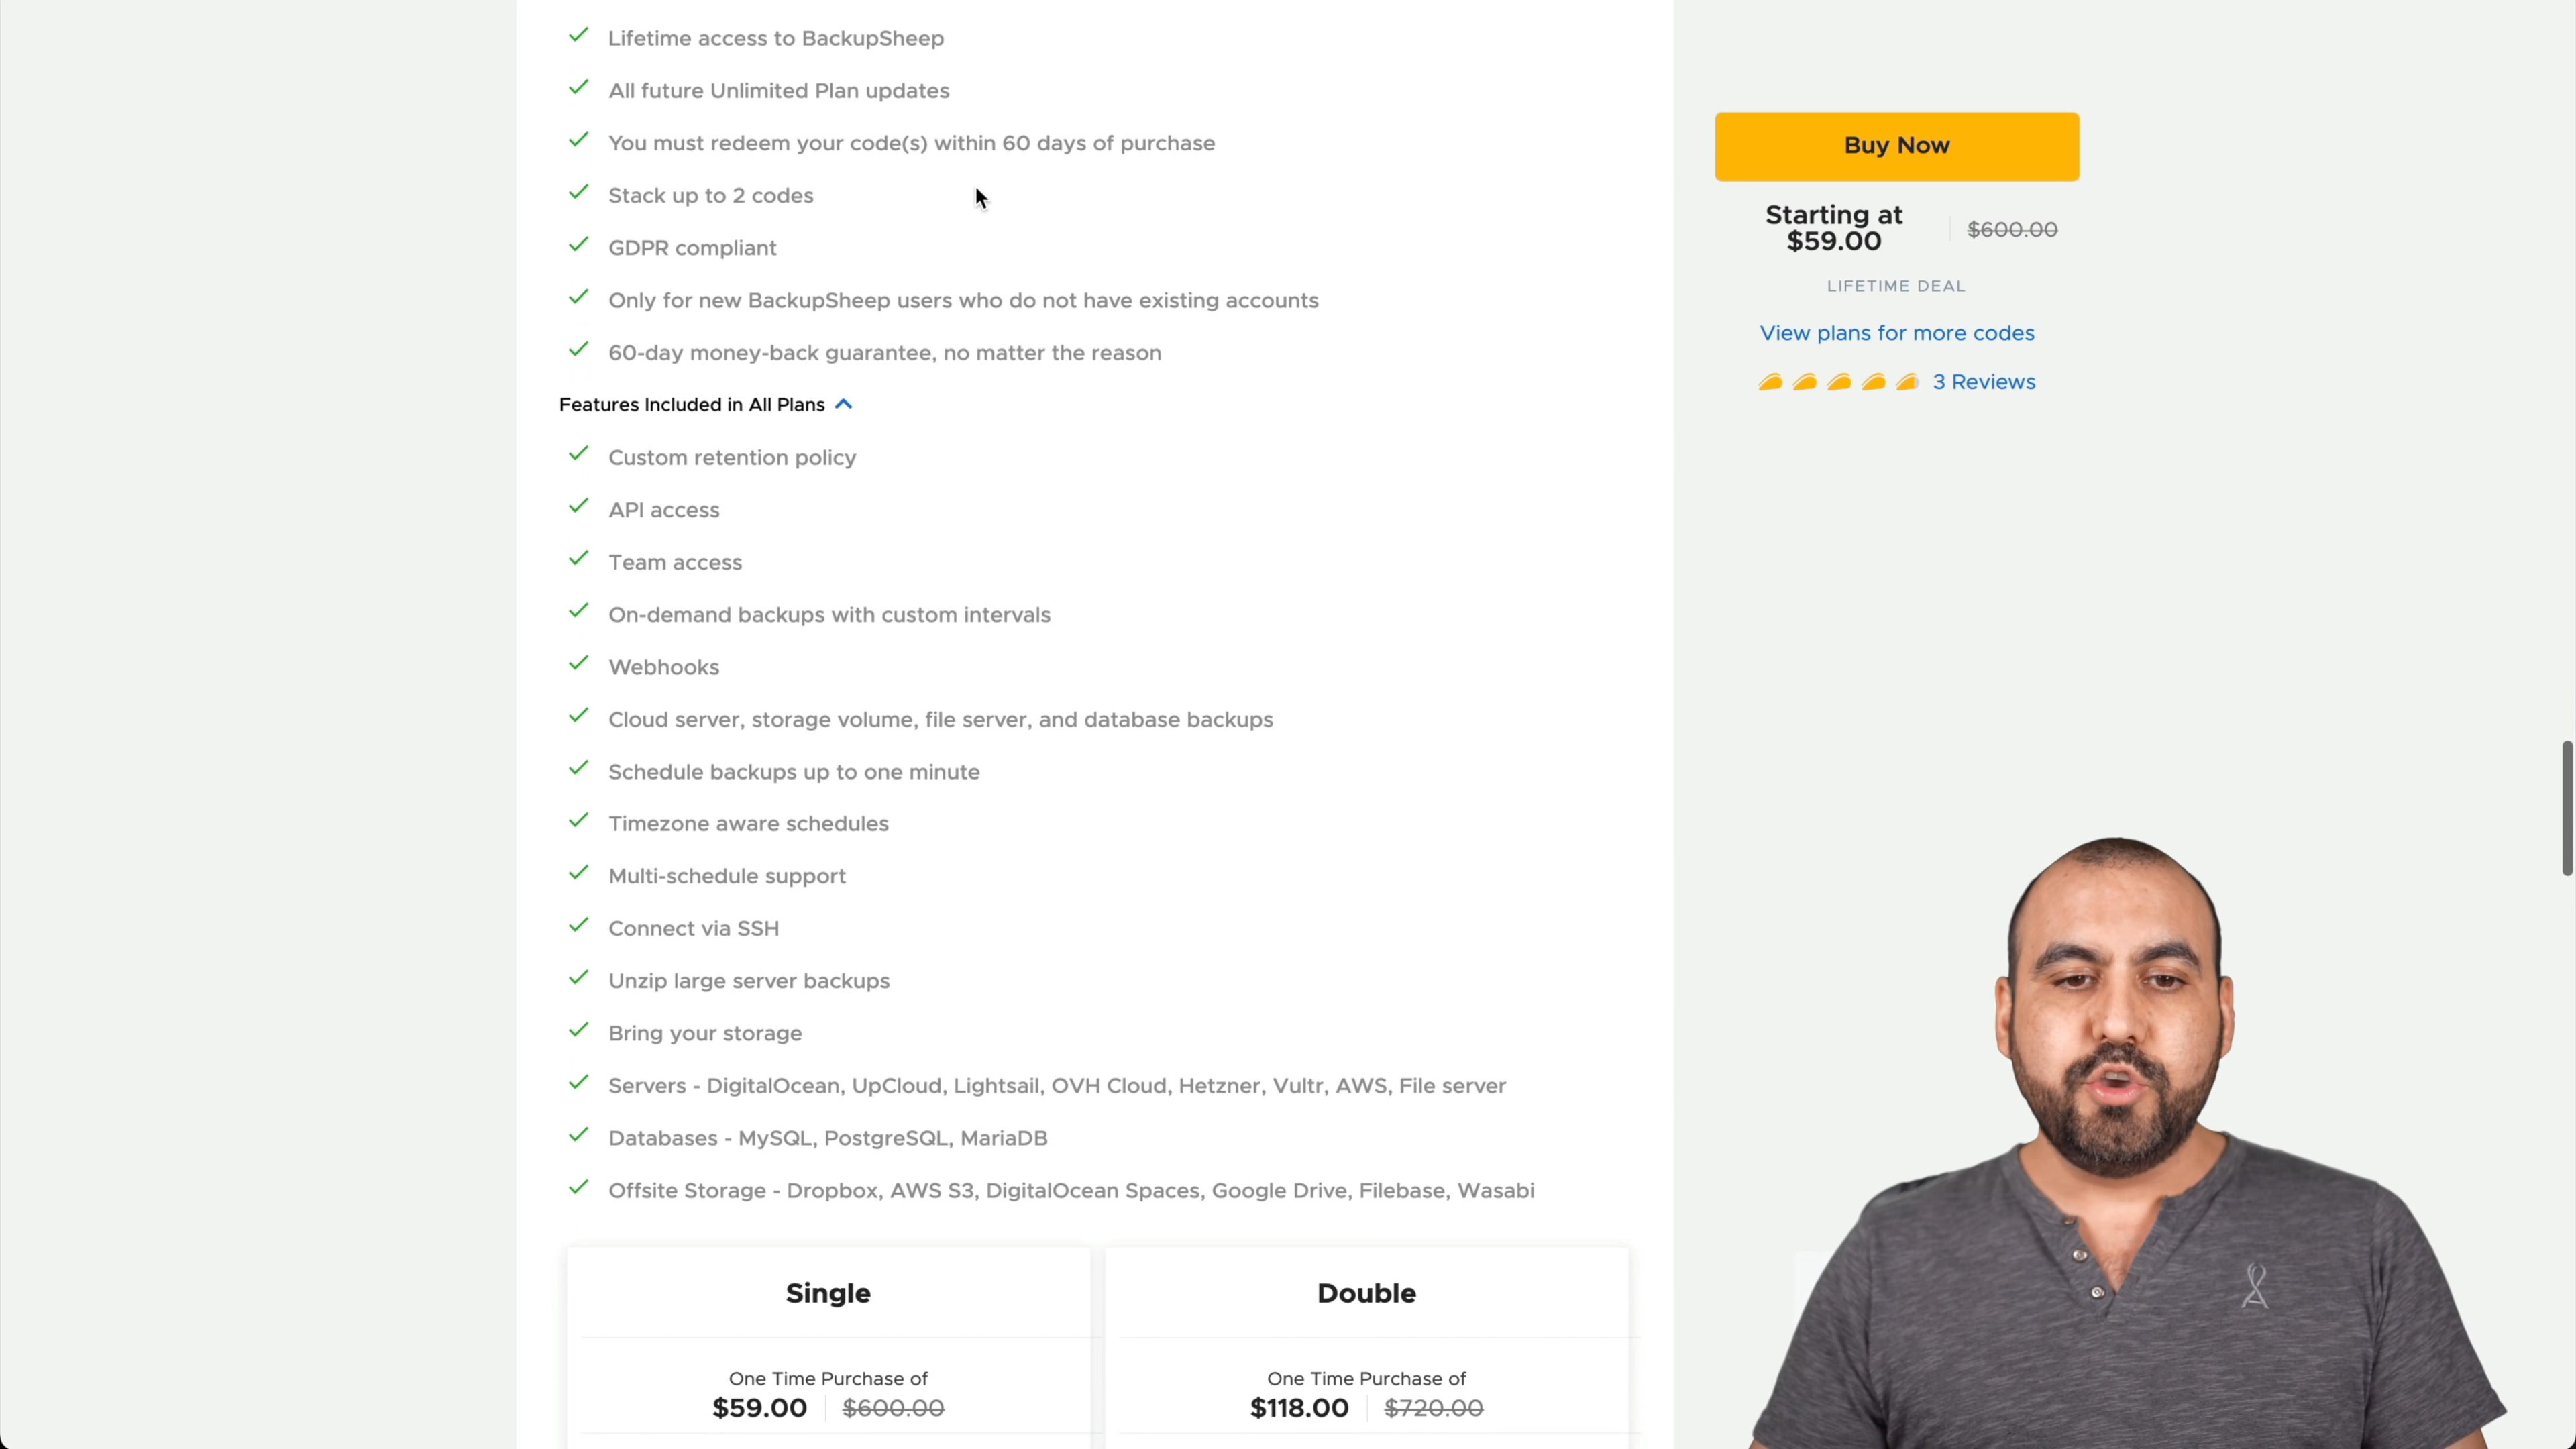 Lifetime access to BackupSheep
All future Unlimited Plan updates
You must redeem your code(s) within 60 days of purchase
Stack up to 2 codes
GDPR compliant
Only for new BackupSheep users who do not have existing accounts
60-day money-back guarantee, no matter the reason
Features Included in All Plans
Custom retention policy
API access
Team access
On-demand backups with custom intervals
Webhooks
Cloud server, storage volume, file server, and database backups
Schedule backups up to one minute
Timezone aware schedules
Multi-schedule support
Connect via SSH
Unzip large server backups
Bring your storage
Servers - DigitalOcean, UpCloud, Lightsail, OVH Cloud, Hetzner, Vultr, AWS, File server
Databases - MySQL, PostgreSQL, MariaDB
Offsite Storage - Dropbox, AWS S3, DigitalOcean Spaces, Google Drive, Filebase, Wasabi
Single
One Time Purchase of
$59.00 $600.00
Double
One Time Purchase of
$118.00 $720.00
Buy Now
Starting at
$59.00
$600.00
LIFETIME DEAL
View plans for more codes
3 Reviews